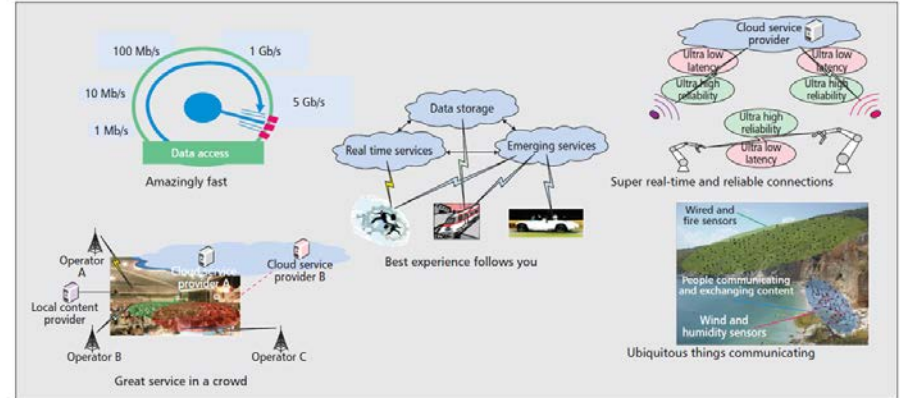 100 Mb/s
1 Gb/s
10 Mb/s
5 Gb/s
1 Mb/s
Data access
Amazingly fast
Data storage
Real time services
Emerging services
Best experience follows you
Cloud service
provider
Ultra low
latency
Ultra low
latency
Ultra high
reliability
Ultra high
reliability
Ultra high
reliability
Ultra low
latency
Super real-time and reliable connections
Operator
A
Cloud service
provider A
Cloud service
provider B
Local content
provider
Operator B
Operator C
Great service in a crowd
Wired and
fire sensors
People communicating
and exchanging content
Wind and
humidity sensors
Ubiquitous things communicating